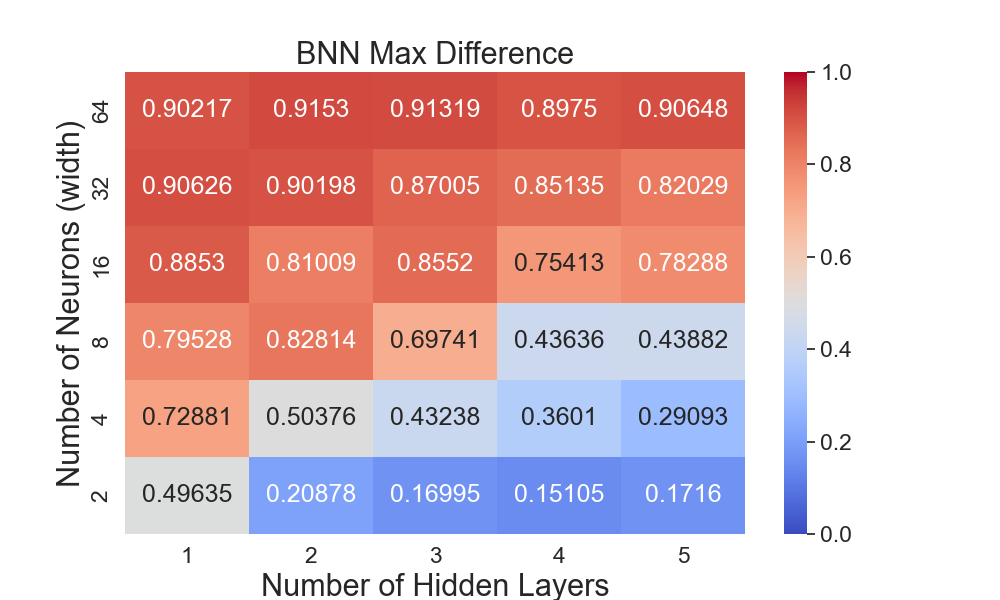 BNN Max Difference
Number of Neurons (width)
64 0.90217 0.9153 0.91319 0.8975 0.90648
32 0.90626 0.90198 0.87005 0.85135 0.82029
16 0.8853 0.81009 0.8552 0.75413 0.78288
8 0.79528 0.82814 0.69741 0.43636 0.43882
4 0.72881 0.50376 0.43238 0.3601 0.29093
2 0.49635 0.20878 0.16995 0.15105 0.1716
1 2 3 4 5
Number of Hidden Layers
1.0
0.8
0.6
0.4
0.2
0.0